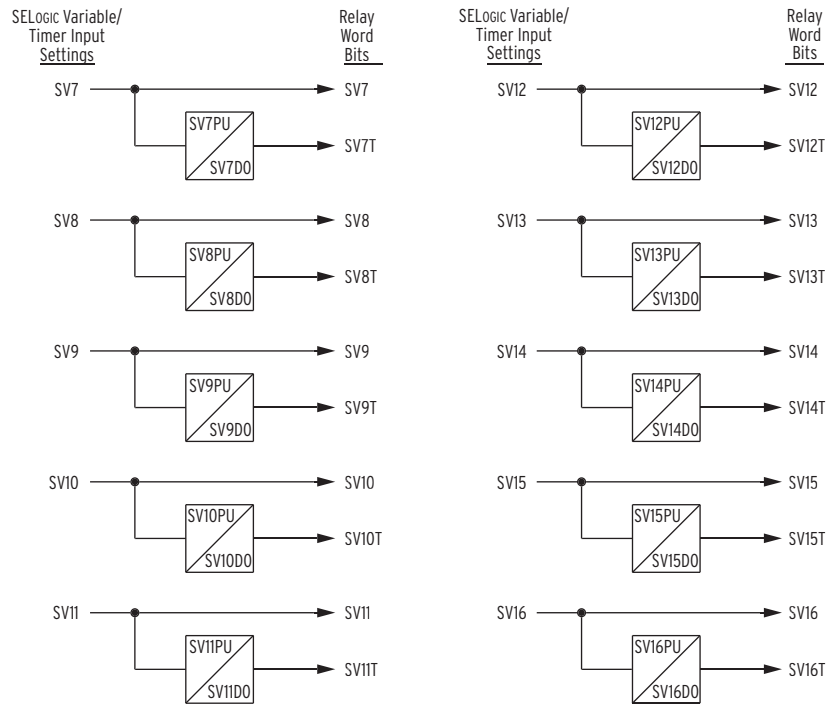 SELOGIC Variable/
Timer Input
Settings
Relay
Word
Bits
SV7
SV7
SV7PU
SV7DO
SV7T
SV8
SV8
SV8PU
SV8DO
SV8T
SV9
SV9
SV9PU
SV9DO
SV9T
SV10
SV10
SV10PU
SV10DO
SV10T
SV11
SV11
SV11PU
SV11DO
SV11T
SELOGIC Variable/
Timer Input
Settings
Relay
Word
Bits
SV12
SV12
SV12PU
SV12DO
SV12T
SV13
SV13
SV13PU
SV13DO
SV13T
SV14
SV14
SV14PU
SV14DO
SV14T
SV15
SV15
SV15PU
SV15DO
SV15T
SV16
SV16
SV16PU
SV16DO
SV16T